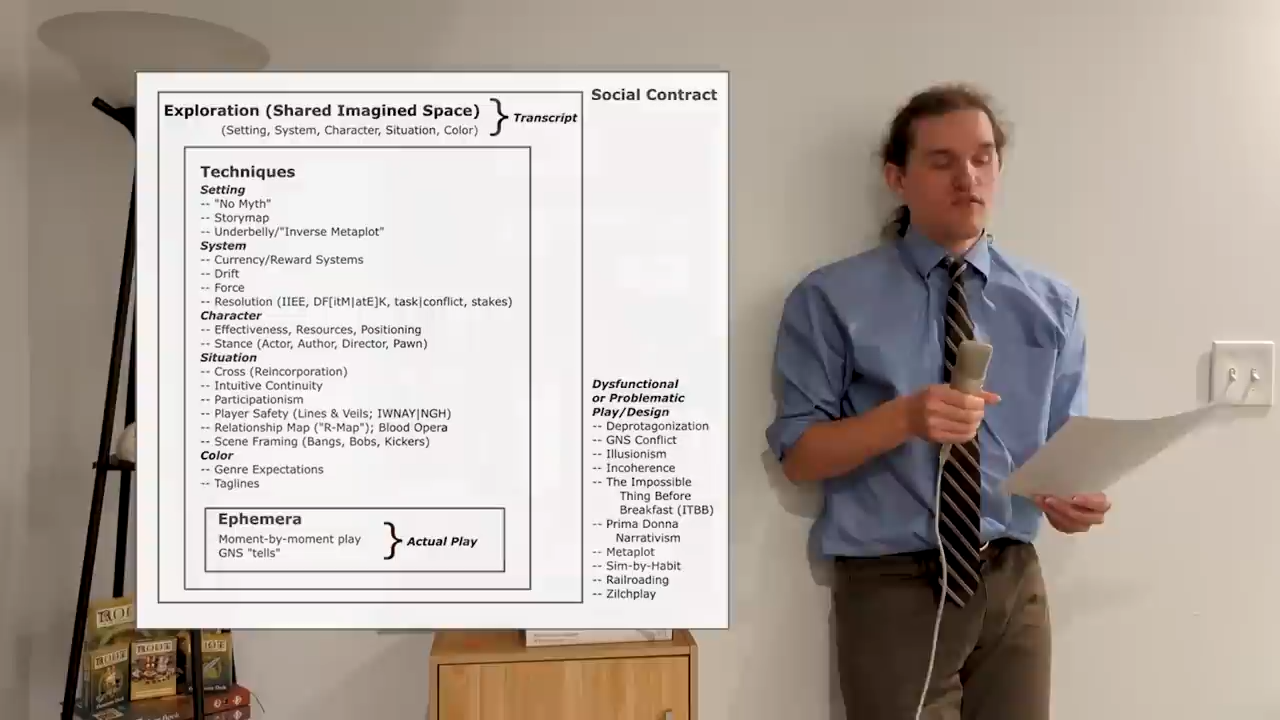 Social Contract
Exploration (Shared Imagined Space)
(Setting, System, Character, Situation, Color)
Transcript
Techniques
Setting
-- "No Myth"
-- Storymap
-- Underbelly/"Inverse Metaplot"
System
-- Currency/Reward Systems
-- Drift
-- Force
-- Resolution (IIEE, DF[itM|atE]K, task|conflict, stakes)
Character
-- Effectiveness, Resources, Positioning
-- Stance (Actor, Author, Director, Pawn)
Situation
-- Cross (Reincorporation)
-- Intuitive Continuity
-- Participationism
-- Player Safety (Lines & Veils; IWNAY|NGH)
-- Relationship Map ("R-Map"); Blood Opera
-- Scene Framing (Bangs, Bobs, Kickers)
Color
-- Genre Expectations
-- Taglines
Ephemera
Moment-by-moment play
GNS "tells"
Actual Play
Dysfunctional
or Problematic
Play/Design
-- Deprotagonization
-- GNS Conflict
-- Illusionism
-- Incoherence
-- The Impossible
Thing Before
Breakfast (ITBB)
-- Prima Donna
Narrativism
-- Metaplot
-- Sim-by-Habit
-- Railroading
-- Zilchplay
ROOT
ROOT
ROOT
ROOT